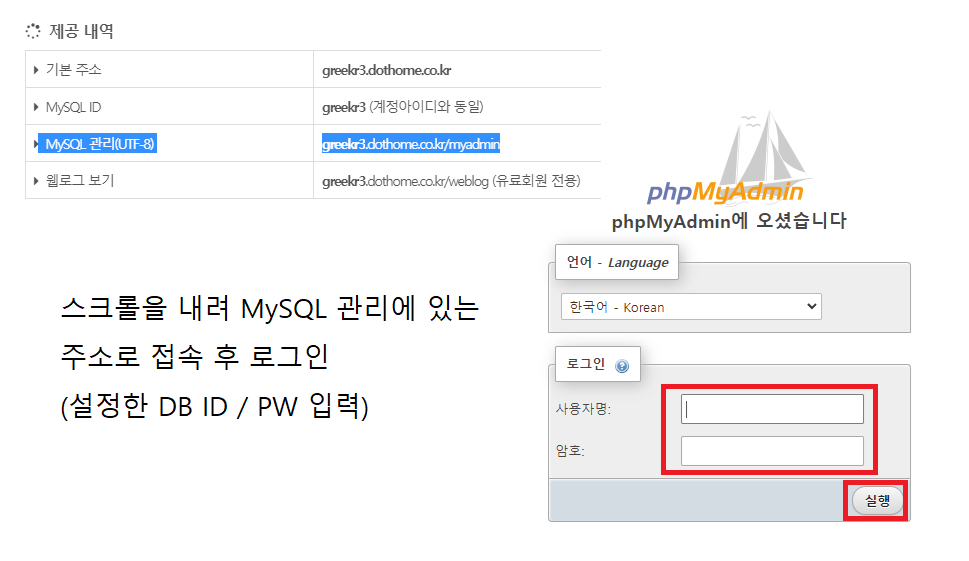 제공 내역
기본 주소 greekr3.dothome.co.kr
MySQL ID greekr3 (계정아이디와 동일)
MySQL 관리(UTF-8) greekr3.dothome.co.kr/myadmin
웹로그 보기 greekr3.dothome.co.kr/weblog (유료회원 전용)
phpMyAdmin
phpMyAdmin에 오셨습니다
언어 - Language
한국어 - Korean
스크롤을 내려 MySQL 관리에 있는
주소로 접속 후 로그인
(설정한 DB ID / PW 입력)
로그인
사용자명:
암호:
실행